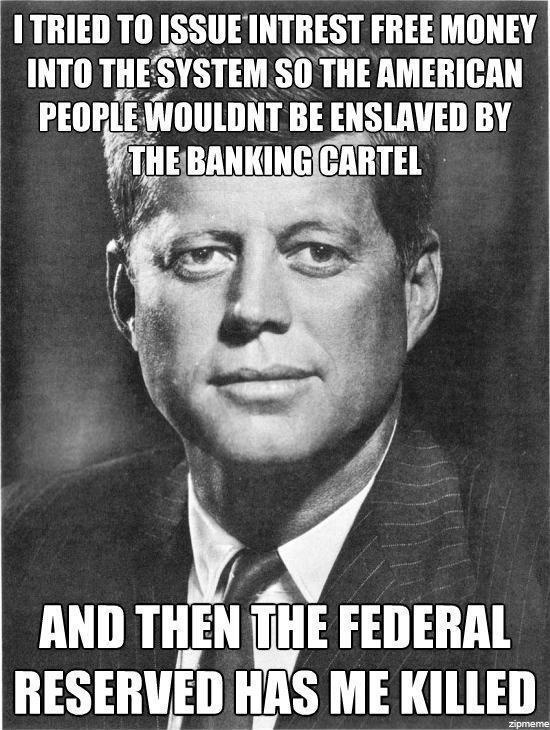 I TRIED TO ISSUE INTREST FREE MONEY
INTO THE SYSTEM SO THE AMERICAN
PEOPLE WOULDNT BE ENSLAVED BY
THE BANKING CARTEL
AND THEN THE FEDERAL
RESERVED HAS ME KILLED
zipmeme